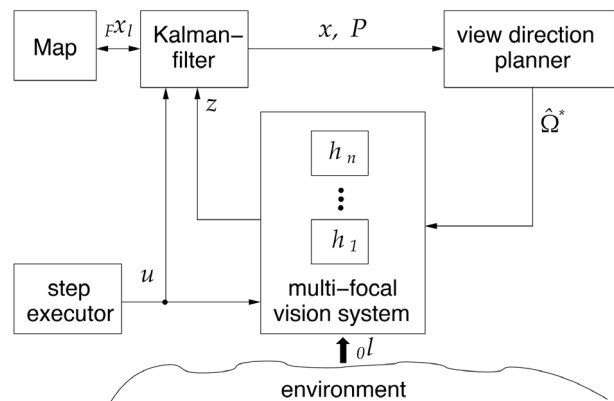 Map
Fxl
Kalman–
filter
x, P
view direction
planner
z
Ω̂*
hn
h1
u
step
executor
multi–focal
vision system
0l
environment